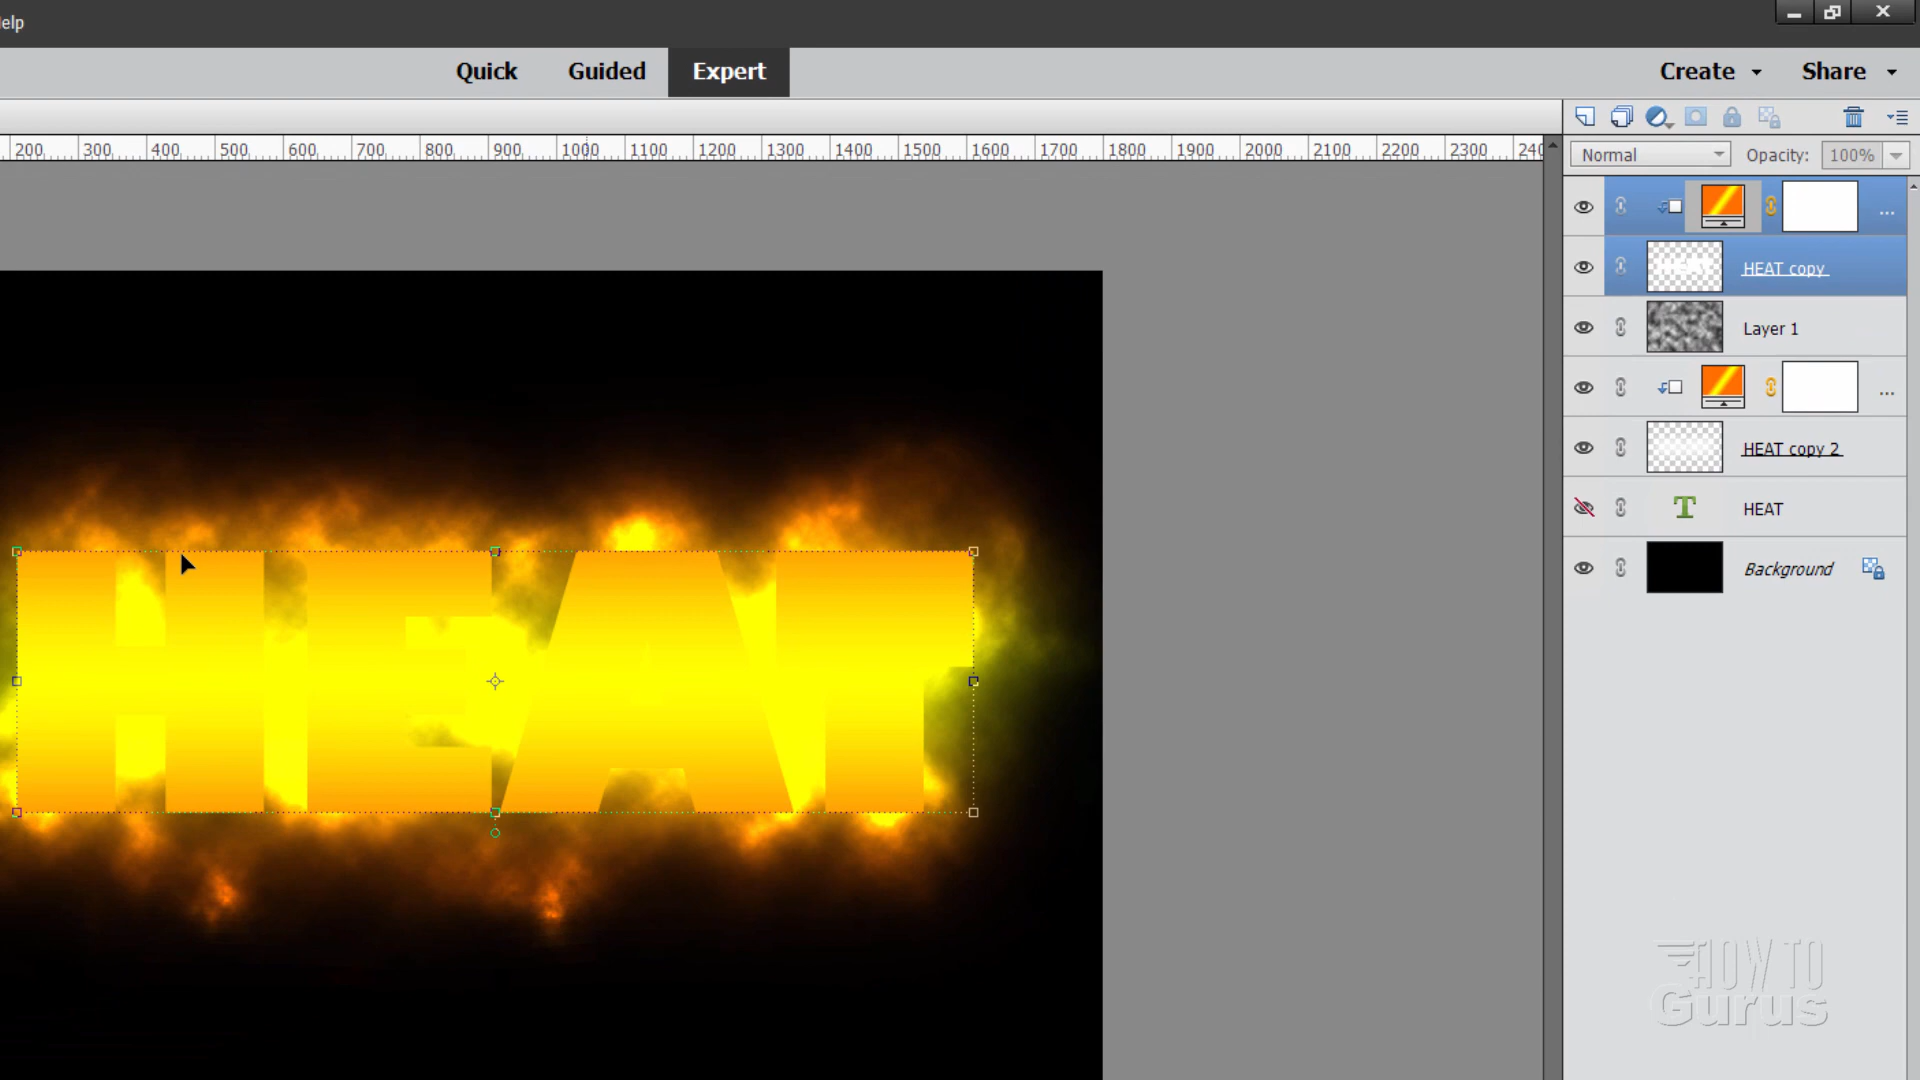 elp
Quick Guided Expert
Create Share
Normal Opacity: 100%
200 300 400 500 600 700 800 900 1000 1100 1200 1300 1400 1500 1600 1700 1800 1900 2000 2100 2200 2300 240
...
HEAT copy
Layer 1
...
HEAT copy 2
T HEAT
Background
HEAT
HOW TO
Gurus